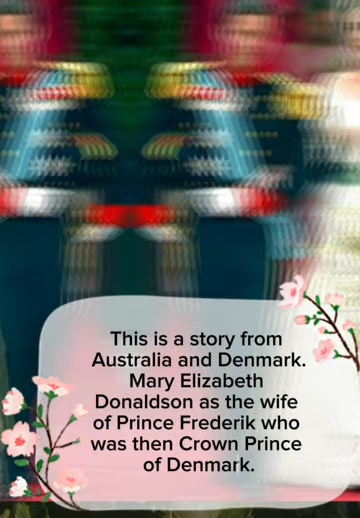 This is a story from
Australia and Denmark.
Mary Elizabeth
Donaldson as the wife
of Prince Frederik who
was then Crown Prince
of Denmark.